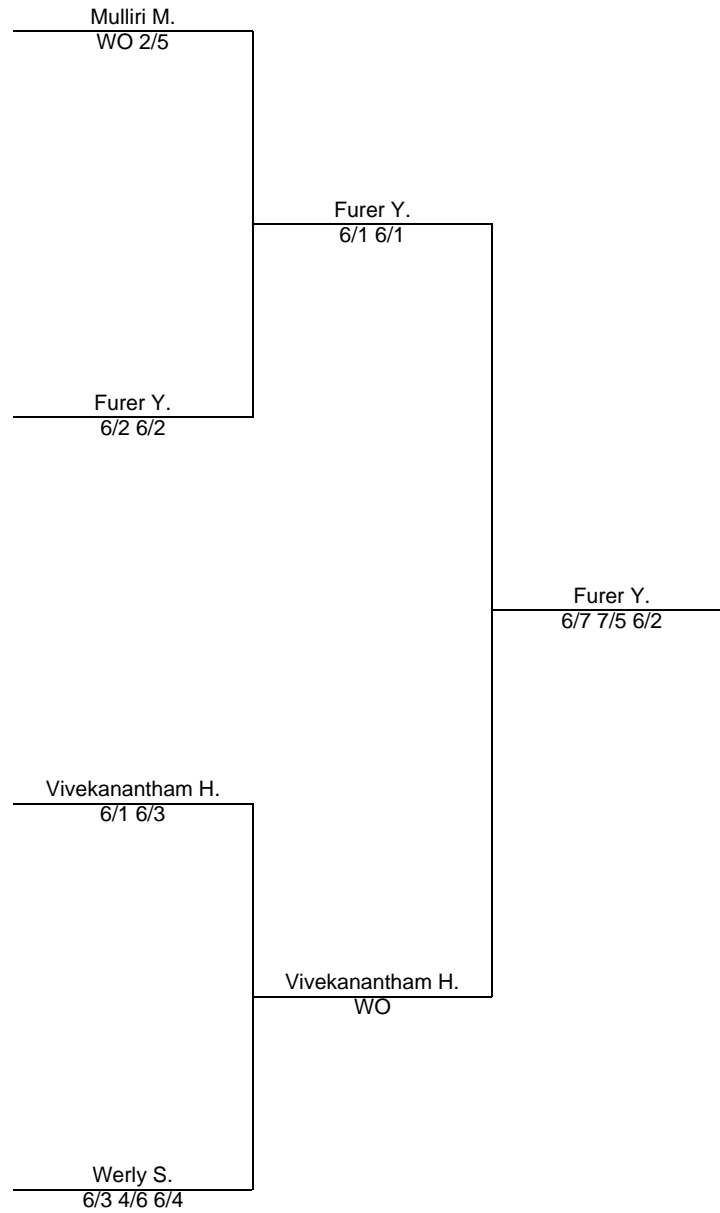 Mulliri M.
WO 2/5
Furer Y.
6/1 6/1
Furer Y.
6/2 6/2
Furer Y.
6/7 7/5 6/2
Vivekanantham H.
6/1 6/3
Vivekanantham H.
WO
Werly S.
6/3 4/6 6/4